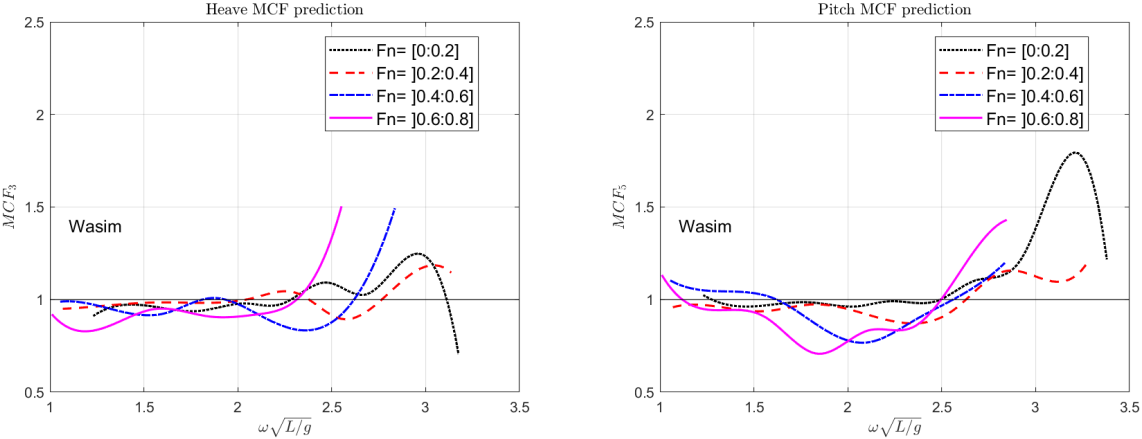 Heave MCF prediction
2.5
2
1.5
1
0.5
MCF₃
Fn= [0:0.2]
Fn= ]0.2:0.4]
Fn= ]0.4:0.6]
Fn= ]0.6:0.8]
Wasim
1 1.5 2 2.5 3 3.5
ω√L/g
Pitch MCF prediction
2.5
2
1.5
1
0.5
MCF₅
Fn= [0:0.2]
Fn= ]0.2:0.4]
Fn= ]0.4:0.6]
Fn= ]0.6:0.8]
Wasim
1 1.5 2 2.5 3 3.5
ω√L/g